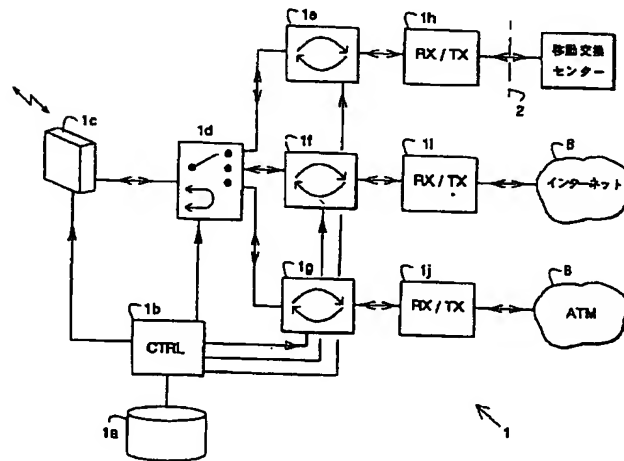 1e
1h
RX / TX
移動交換
センター
2
1c
1d
1f
1i
RX / TX
B
インターネット
1g
1j
RX / TX
B
ATM
1b
CTRL
1a
1